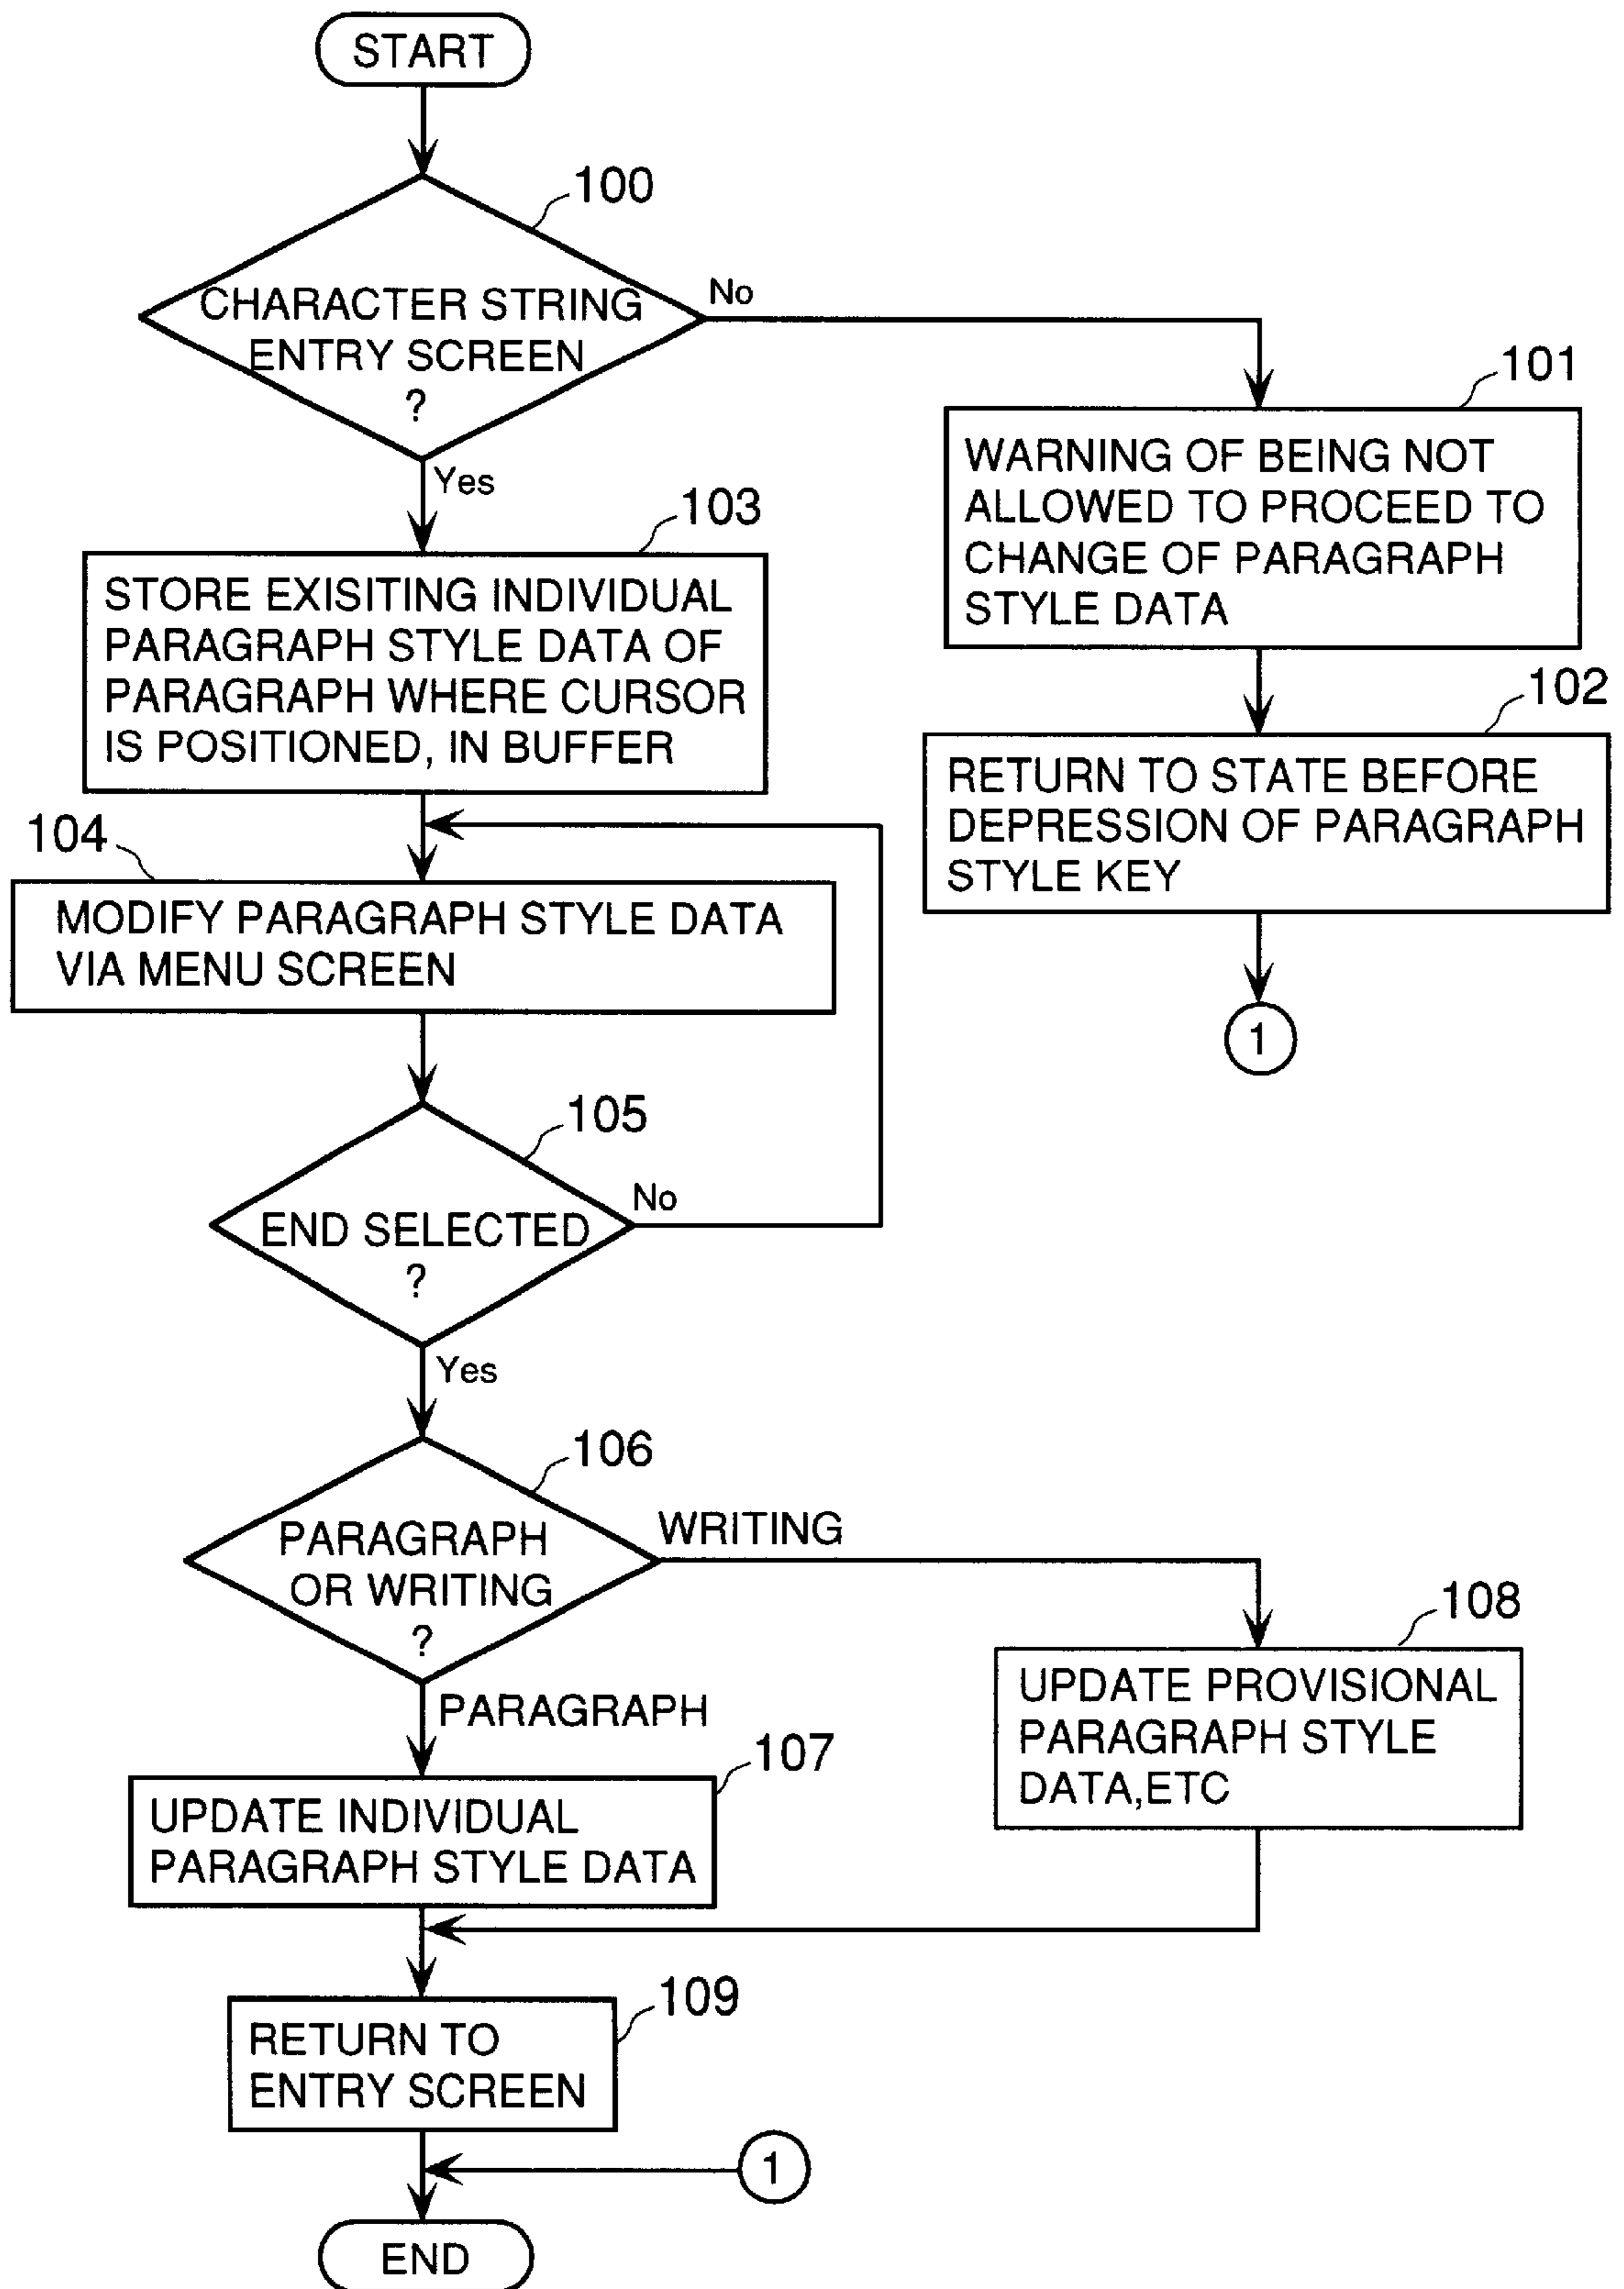 START
100
CHARACTER STRING
ENTRY SCREEN
?
No
Yes
101
WARNING OF BEING NOT
ALLOWED TO PROCEED TO
CHANGE OF PARAGRAPH
STYLE DATA
102
RETURN TO STATE BEFORE
DEPRESSION OF PARAGRAPH
STYLE KEY
1
103
STORE EXISITING INDIVIDUAL
PARAGRAPH STYLE DATA OF
PARAGRAPH WHERE CURSOR
IS POSITIONED, IN BUFFER
104
MODIFY PARAGRAPH STYLE DATA
VIA MENU SCREEN
105
END SELECTED
?
No
Yes
106
PARAGRAPH
OR WRITING
?
WRITING
PARAGRAPH
108
UPDATE PROVISIONAL
PARAGRAPH STYLE
DATA,ETC
107
UPDATE INDIVIDUAL
PARAGRAPH STYLE DATA
109
RETURN TO
ENTRY SCREEN
1
END